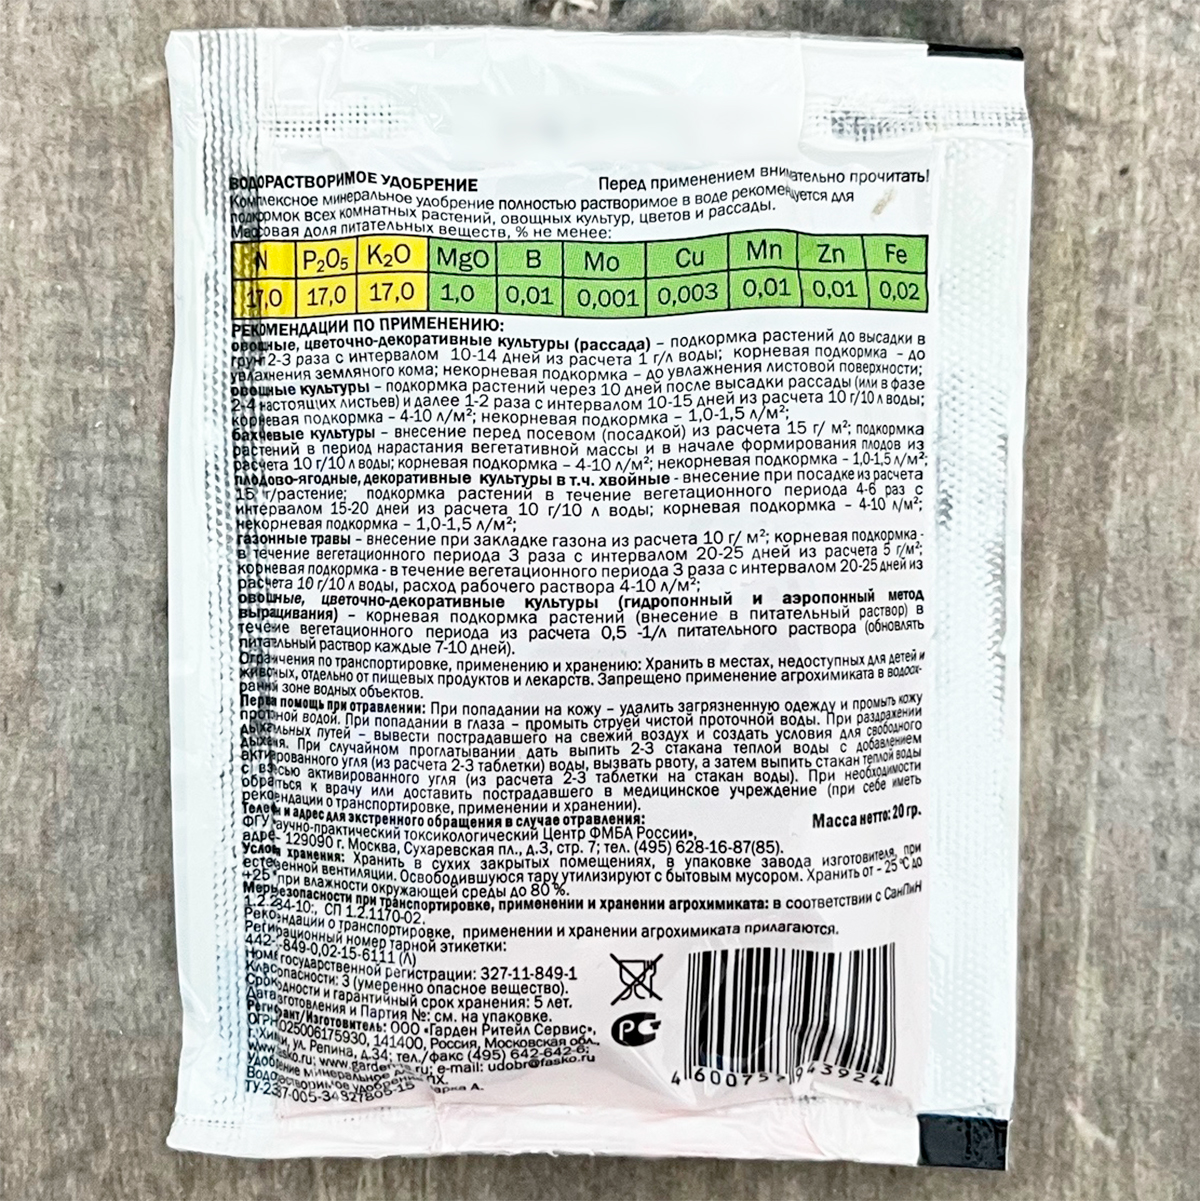 ВОДОРАСТВОРИМОЕ УДОБРЕНИЕ Перед применением внимательно прочитать!
Комплексное минеральное удобрение полностью растворимое в воде рекомендуется для
подкормок всех комнатных растений, овощных культур, цветов и рассады.
Массовая доля питательных веществ, % не менее:
N P₂O₅ K₂O MgO B Mo Cu Mn Zn Fe
17,0 17,0 17,0 1,0 0,01 0,001 0,003 0,01 0,01 0,02
РЕКОМЕНДАЦИИ ПО ПРИМЕНЕНИЮ:
овощные, цветочно-декоративные культуры (рассада) – подкормка растений до высадки в
грунт 2-3 раза с интервалом 10-14 дней из расчета 1 г/л воды; корневая подкормка - до
увлажнения земляного кома; некорневая подкормка – до увлажнения листовой поверхности;
овощные культуры – подкормка растений через 10 дней после высадки рассады (или в фазе
2-4 настоящих листьев) и далее 1-2 раза с интервалом 10-15 дней из расчета 10 г/10 л воды;
корневая подкормка – 4-10 л/м²; некорневая подкормка – 1,0-1,5 л/м²;
бахчевые культуры – внесение перед посевом (посадкой) из расчета 15 г/ м²; подкормка
растений в период нарастания вегетативной массы и в начале формирования плодов из
расчета 10 г/10 л воды; корневая подкормка – 4-10 л/м²; некорневая подкормка – 1,0-1,5 л/м²;
плодово-ягодные, декоративные культуры в т.ч. хвойные - внесение при посадке из расчета
15 г/растение; подкормка растений в течение вегетационного периода 4-6 раз с
интервалом 15-20 дней из расчета 10 г/10 л воды; корневая подкормка – 4-10 л/м²;
некорневая подкормка – 1,0-1,5 л/м²;
газонные травы – внесение при закладке газона из расчета 10 г/ м²; корневая подкормка -
в течение вегетационного периода 3 раза с интервалом 20-25 дней из расчета 5 г/м²;
корневая подкормка - в течение вегетационного периода 3 раза с интервалом 20-25 дней из
расчета 10 г/10 л воды, расход рабочего раствора 4-10 л/м²;
овощные, цветочно-декоративные культуры (гидропонный и аэропонный метод
выращивания) – корневая подкормка растений (внесение в питательный раствор) в
течение вегетационного периода из расчета 0,5 -1/л питательного раствора (обновлять
питательный раствор каждые 7-10 дней).
Ограничения по транспортировке, применению и хранению: Хранить в местах, недоступных для детей и
животных, отдельно от пищевых продуктов и лекарств. Запрещено применение агрохимиката в водоох-
ранной зоне водных объектов.
Первая помощь при отравлении: При попадании на кожу – удалить загрязненную одежду и промыть кожу
проточной водой. При попадании в глаза – промыть струей чистой проточной воды. При раздражении
дыхательных путей – вывести пострадавшего на свежий воздух и создать условия для свободного
дыхания. При случайном проглатывании дать выпить 2-3 стакана теплой воды с добавлением
активированного угля (из расчета 2-3 таблетки) воды, вызвать рвоту, а затем выпить стакан теплой воды
с взвесью активированного угля (из расчета 2-3 таблетки на стакан воды). При необходимости
обратиться к врачу или доставить пострадавшего в медицинское учреждение (при себе иметь
рекомендации о транспортировке, применении и хранении).
Телефон и адрес для экстренного обращения в случае отравления: Масса нетто: 20 гр.
ФГУ научно-практический токсикологический Центр ФМБА России»,
адрес 129090 г. Москва, Сухаревская пл., д.3, стр. 7; тел. (495) 628-16-87(85).
Условия хранения: Хранить в сухих закрытых помещениях, в упаковке завода изготовителя, при
естественной вентиляции. Освободившуюся тару утилизируют с бытовым мусором. Хранить от - 25 °С до
+25° при влажности окружающей среды до 80 %.
Меры безопасности при транспортировке, применении и хранении агрохимиката: в соответствии с СанПиН
СП 1.2.1170-02.
Рекомендации о транспортировке, применении и хранении агрохимиката прилагаются.
Регистрационный номер тарной этикетки:
849-0,02-15-6111 (Л)
Номер государственной регистрации: 327-11-849-1
Класс опасности: 3 (умеренно опасное вещество).
Срок годности и гарантийный срок хранения: 5 лет.
Дата изготовления и Партия №: см. на упаковке.
Регистрант/Изготовитель: ООО «Гарден Ритейл Сервис»,
141400, Россия, Московская обл.,
г. Химки, ул. Репина, д.34; тел./факс (495) 642-642-6;
e-mail: udobr@fasko.ru
Удобрение минеральное
Водорастворимое удобрение марка А.
РС
4 600752 943924